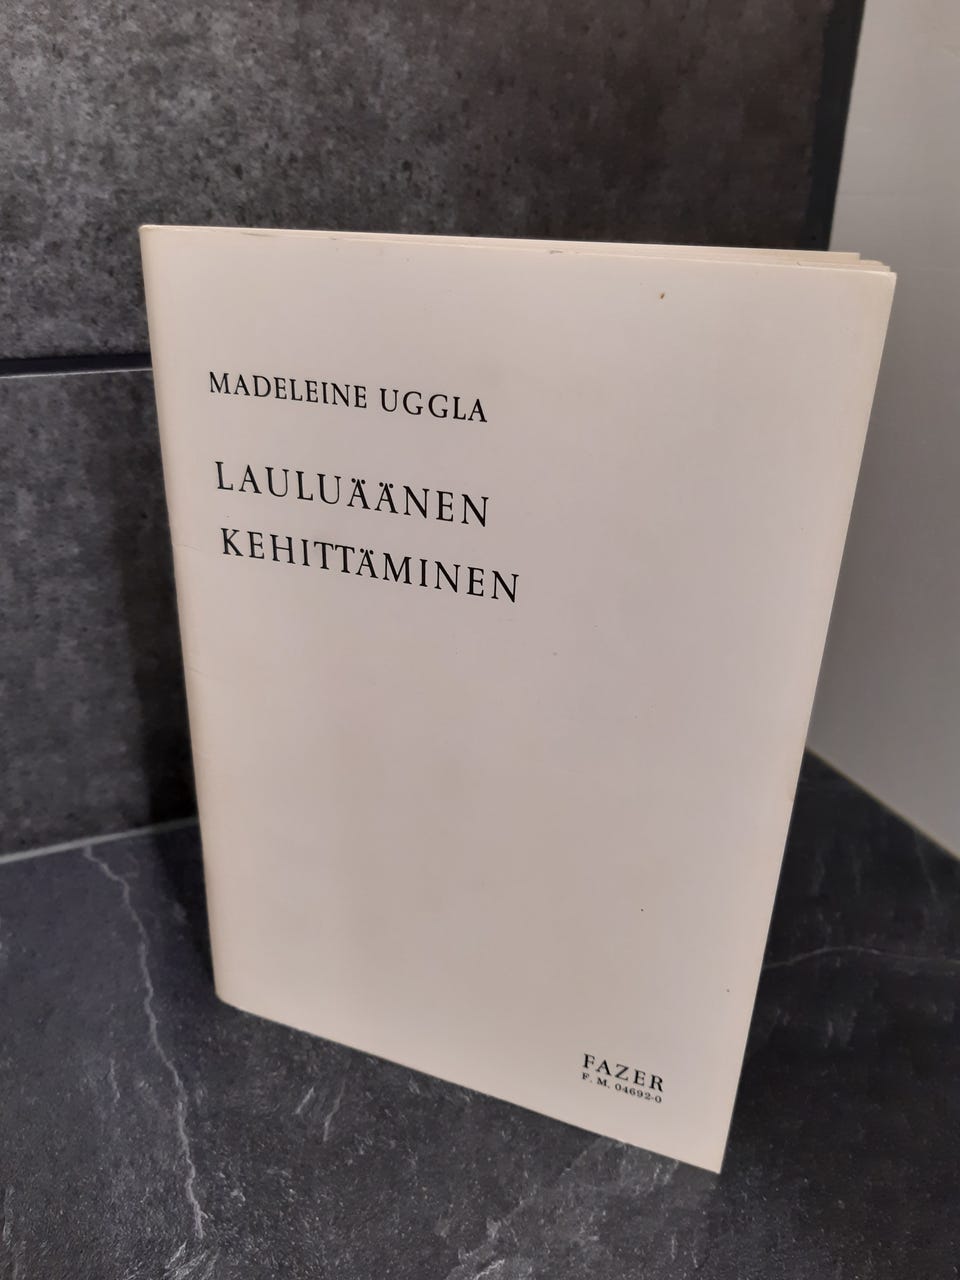 MADELEINE UGGLA
LAULUÄÄNEN
KEHITTÄMINEN
FAZER
F. M. 04692-0